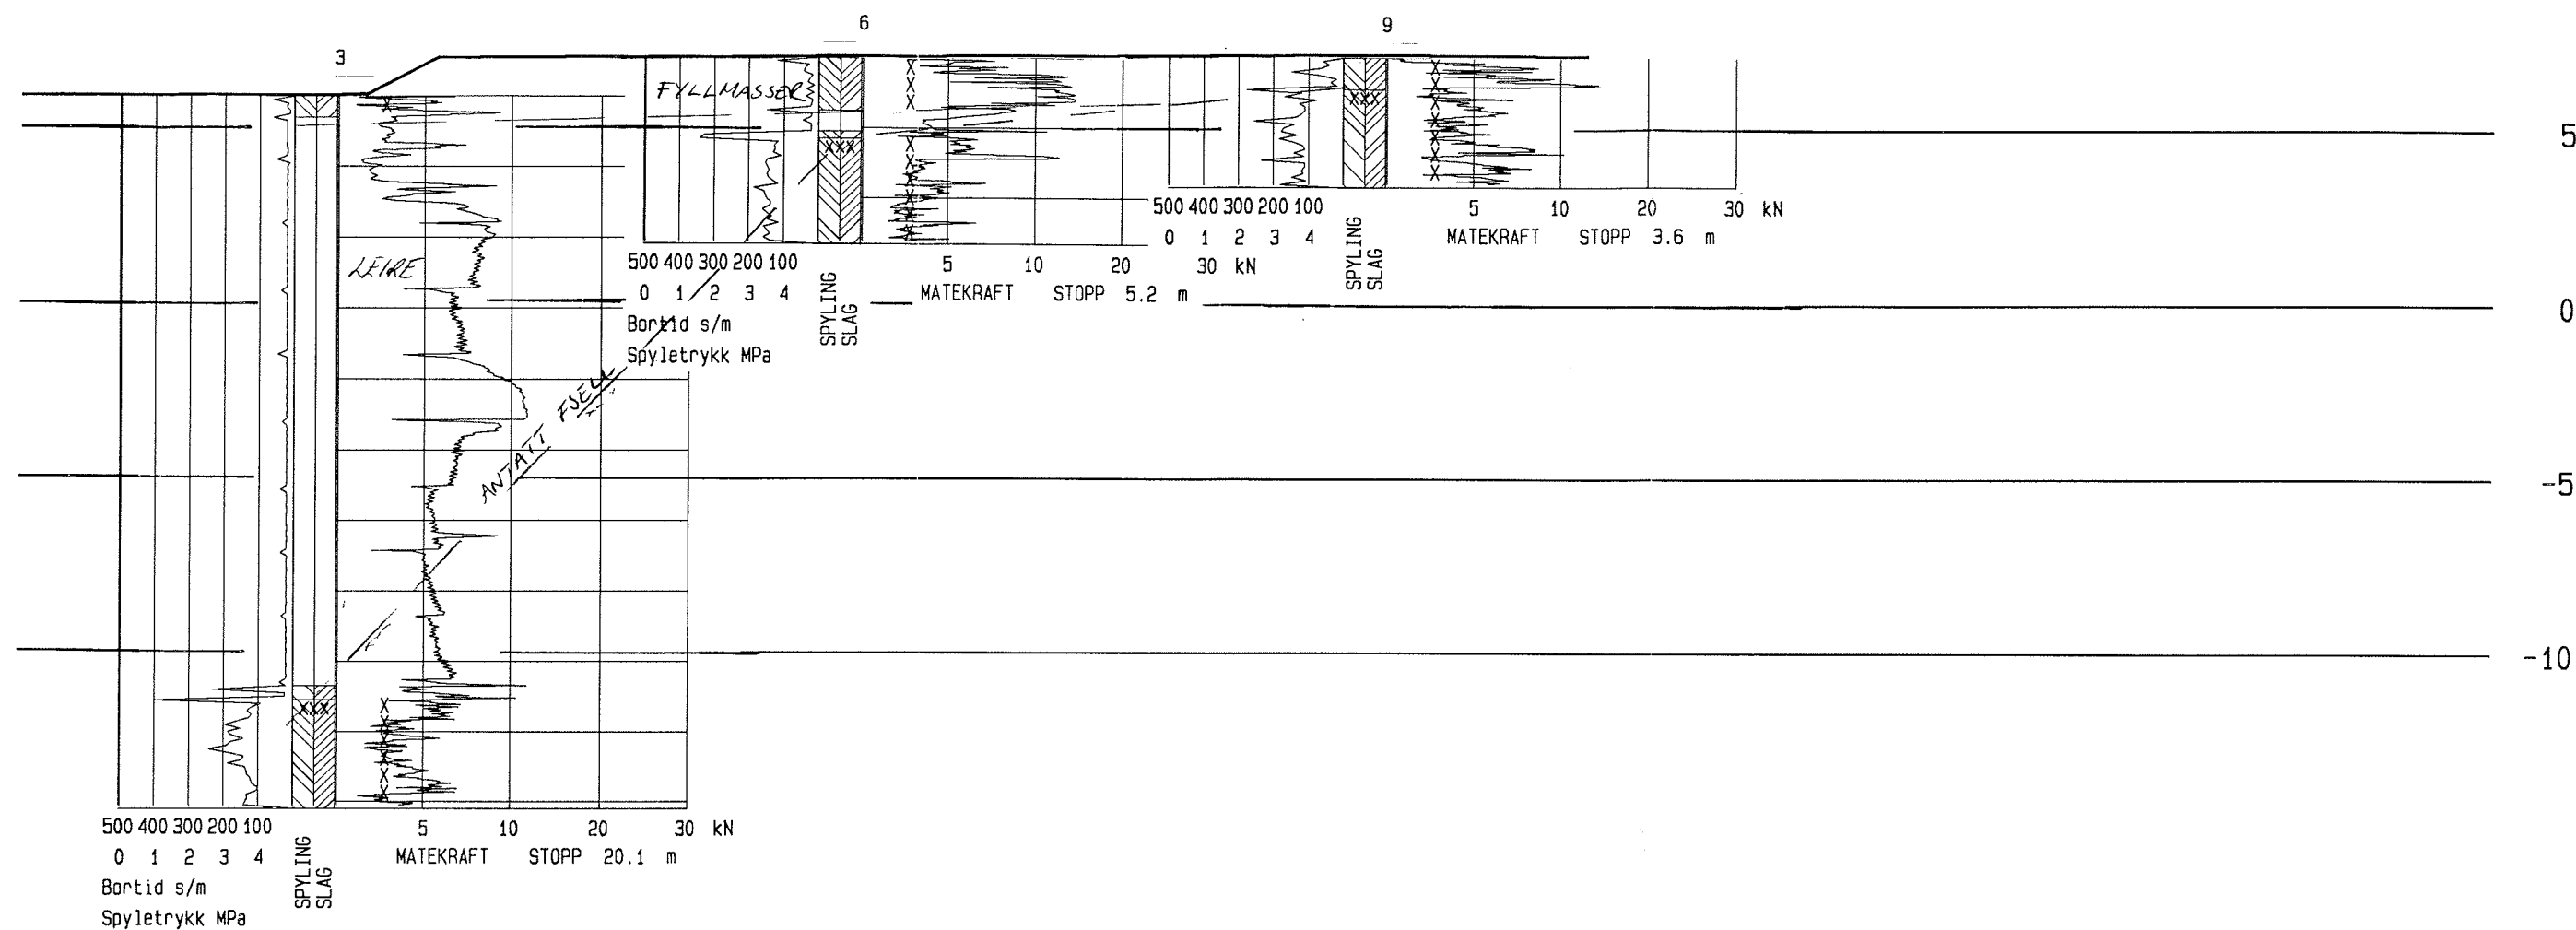 3
6
9
FYLLMASSER
LEIRE
ANTATT FJELL
5
0
-5
-10
500 400 300 200 100
0 1 2 3 4
SPYLING
SLAG
5 10 20 30 kN
MATEKRAFT STOPP 3.6 m
500 400 300 200 100
0 1 2 3 4
Bortid s/m
Spyletrykk MPa
SPYLING
SLAG
5 10 20 30 kN
MATEKRAFT STOPP 5.2 m
500 400 300 200 100
0 1 2 3 4
Bortid s/m
Spyletrykk MPa
SPYLING
SLAG
5 10 20 30 kN
MATEKRAFT STOPP 20.1 m
XXX
XXX
XXX